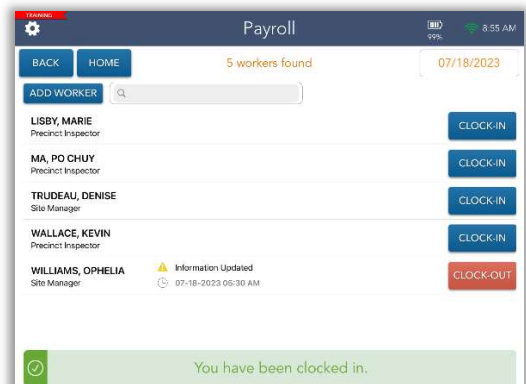 TRAINING
Payroll
99%
8:55 AM
BACK
HOME
5 workers found
07/18/2023
ADD WORKER
LISBY, MARIE
Precinct Inspector
CLOCK-IN
MA, PO CHUY
Precinct Inspector
CLOCK-IN
TRUDEAU, DENISE
Site Manager
CLOCK-IN
WALLACE, KEVIN
Precinct Inspector
CLOCK-IN
WILLIAMS, OPHELIA
Site Manager
Information Updated
07-18-2023 05:30 AM
CLOCK-OUT
You have been clocked in.